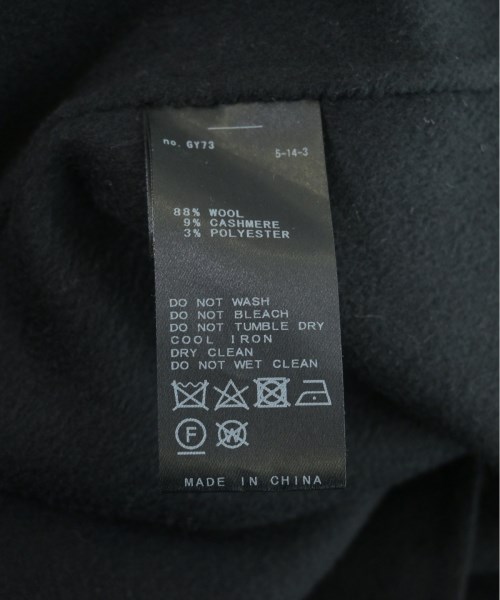 no. GY73 5-14-3
88% WOOL
9% CASHMERE
3% POLYESTER
DO NOT WASH
DO NOT BLEACH
DO NOT TUMBLE DRY
COOL IRON
DRY CLEAN
DO NOT WET CLEAN
F W
MADE IN CHINA